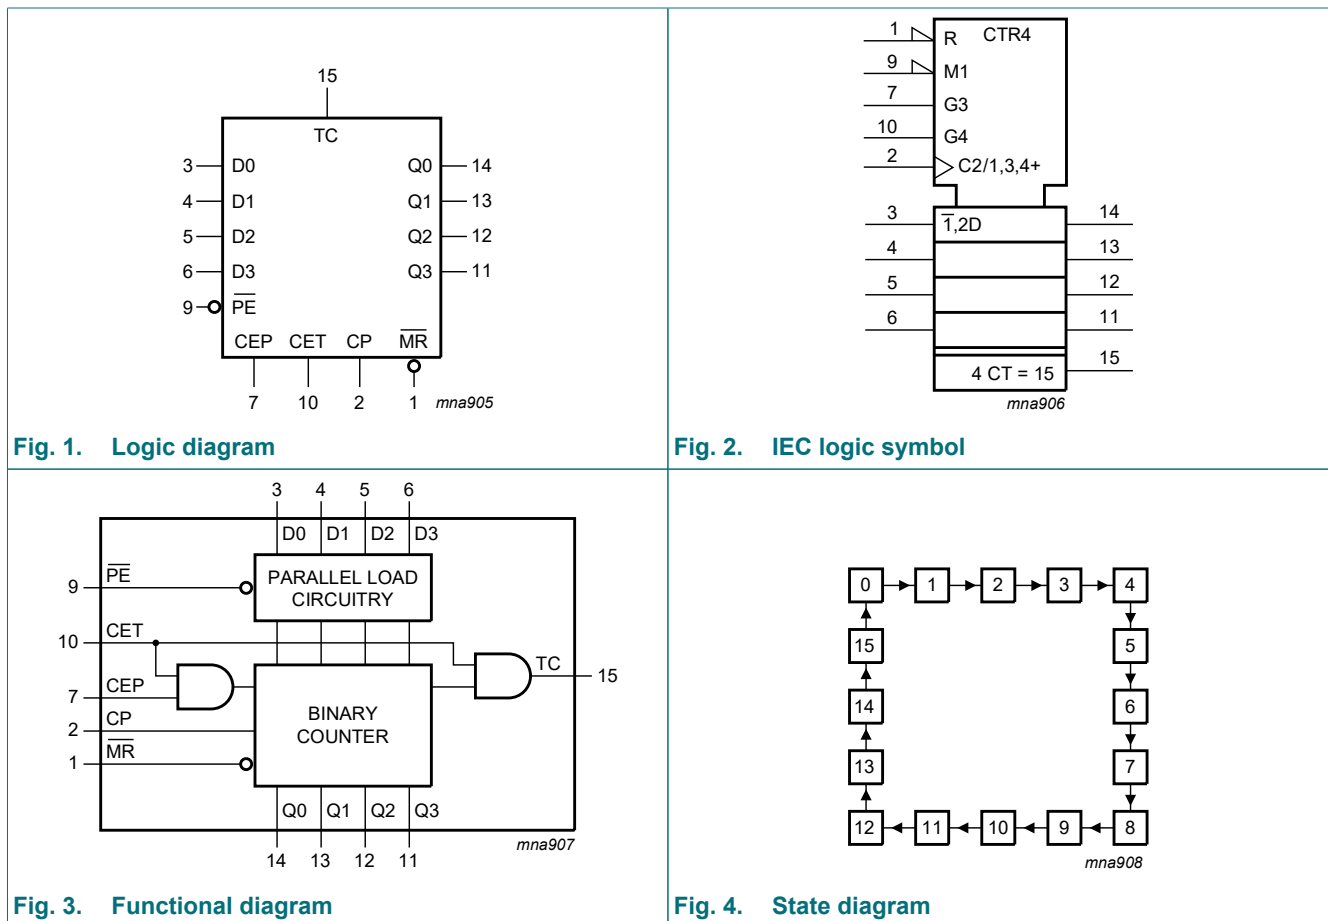 15
TC
3 D0 Q0 14
4 D1 Q1 13
5 D2 Q2 12
6 D3 Q3 11
9 P̅E̅
CEP CET CP M̅R̅
7 10 2 1 mna905
Fig. 1. Logic diagram
1 R CTR4
9 M1
7 G3
10 G4
2 C2/1,3,4+
3 1̅,2D 14
4 13
5 12
6 11
4 CT = 15 15
mna906
Fig. 2. IEC logic symbol
3 4 5 6
D0 D1 D2 D3
9 P̅E̅
PARALLEL LOAD
CIRCUITRY
10 CET
TC 15
7 CEP
2 CP
BINARY
COUNTER
1 M̅R̅
Q0 Q1 Q2 Q3
mna907
14 13 12 11
Fig. 3. Functional diagram
0 1 2 3 4
15 5
14 6
13 7
12 11 10 9 8
mna908
Fig. 4. State diagram